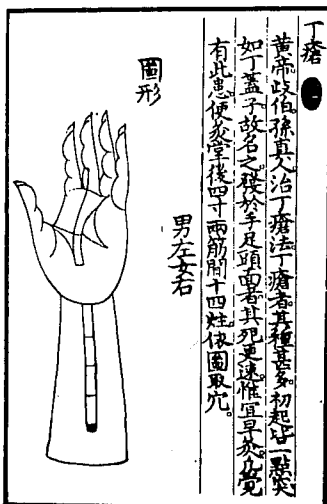 丁瘡
黄帝歧伯孫真人治丁瘡法丁瘡者其種甚多初起皆一點突
如丁蓋子故名之發於手足頭面者其死更速惟宜早灸凡覺
有此患便灸掌後四寸兩筋間十四炷依圖取穴。
男左女右
圖形